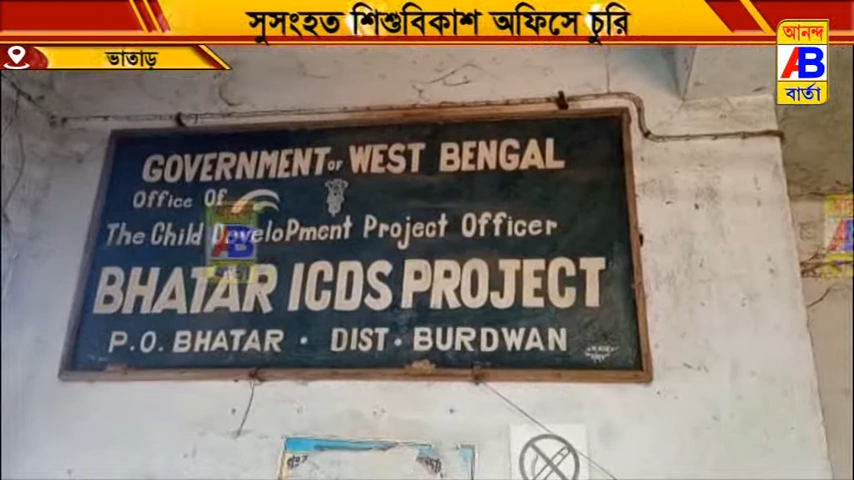 সুসংহত শিশুবিকাশ অফিসে চুরি
ভাতাড়
আনন্দ
AB
বার্তা
GOVERNMENT OF WEST BENGAL
Office Of
The Child Development Project Officer
BHATAR ICDS PROJECT
P.O. BHATAR · DIST · BURDWAN